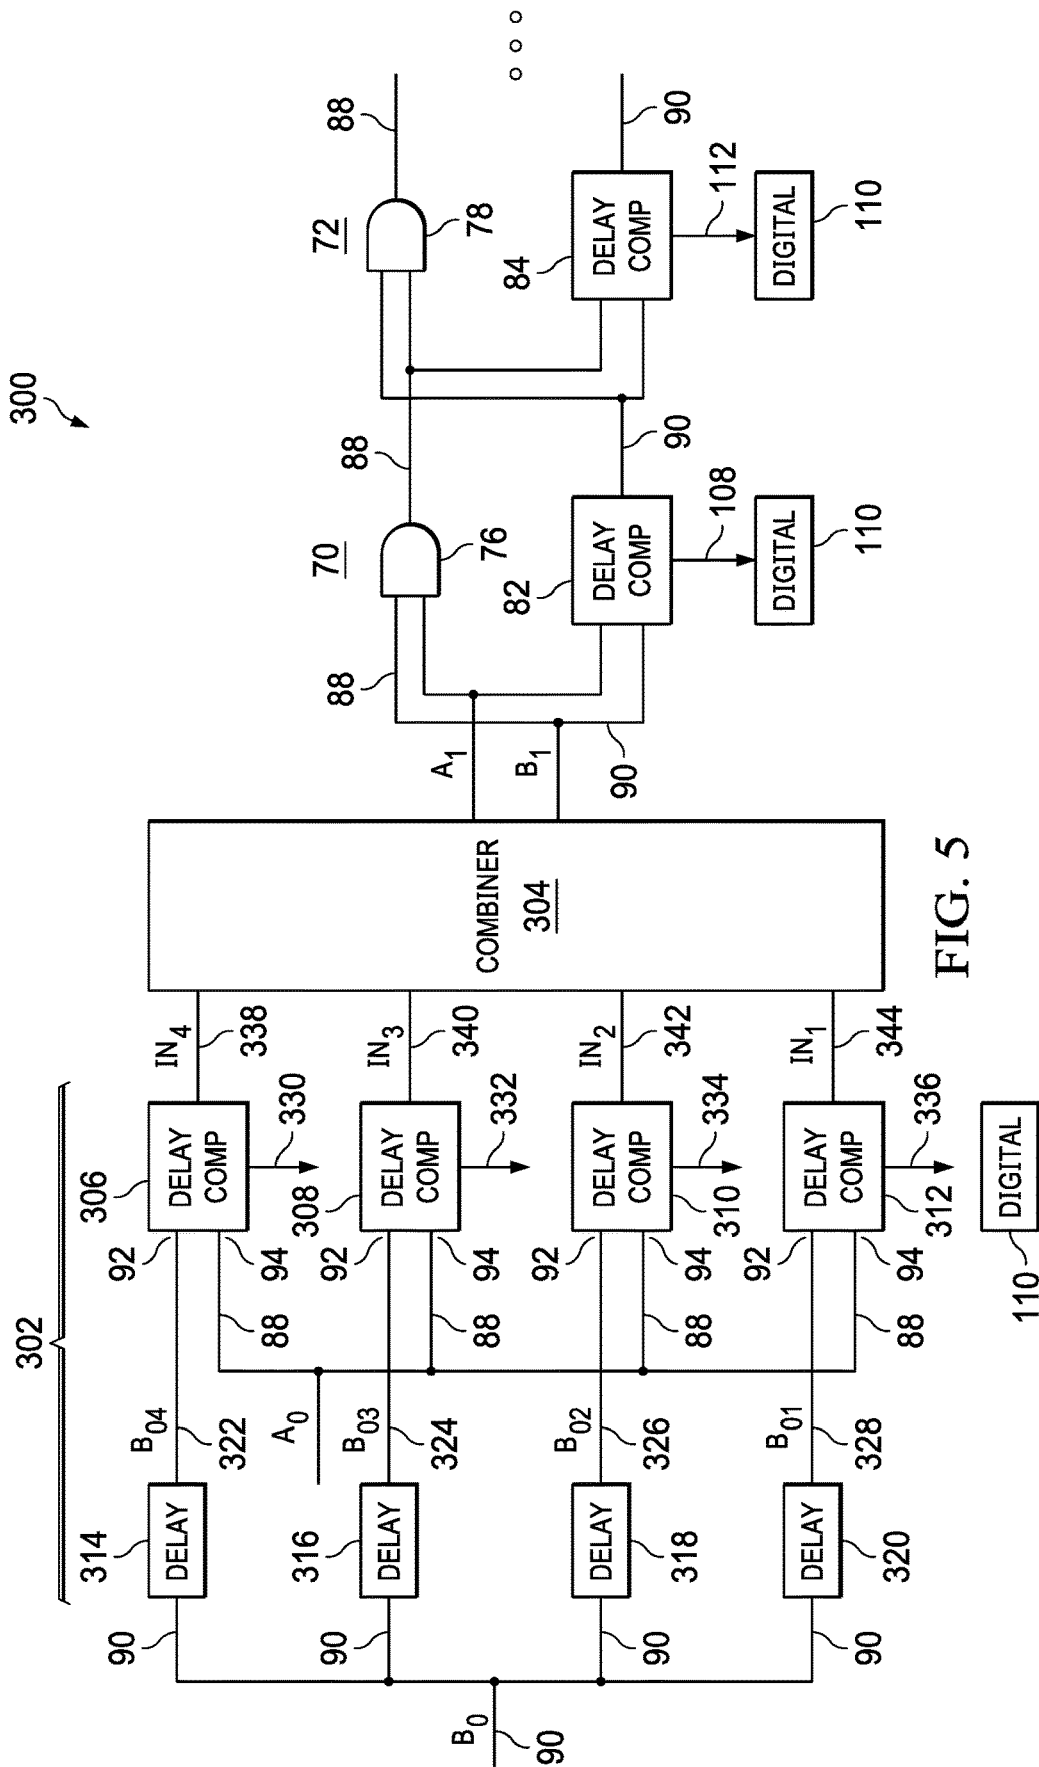 300
302
B0
90
90
90
90
90
314
DELAY
316
DELAY
318
DELAY
320
DELAY
B04
322
A0
B03
324
B02
326
B01
328
88
88
88
88
92
94
92
94
92
94
92
94
306
DELAY
COMP
330
308
DELAY
COMP
332
310
DELAY
COMP
334
312
DELAY
COMP
336
110
DIGITAL
IN4
338
IN3
340
IN2
342
IN1
344
COMBINER
304
A1
B1
88
90
70
76
82
DELAY
COMP
108
DIGITAL
110
88
90
72
78
84
DELAY
COMP
112
DIGITAL
110
88
90
FIG. 5